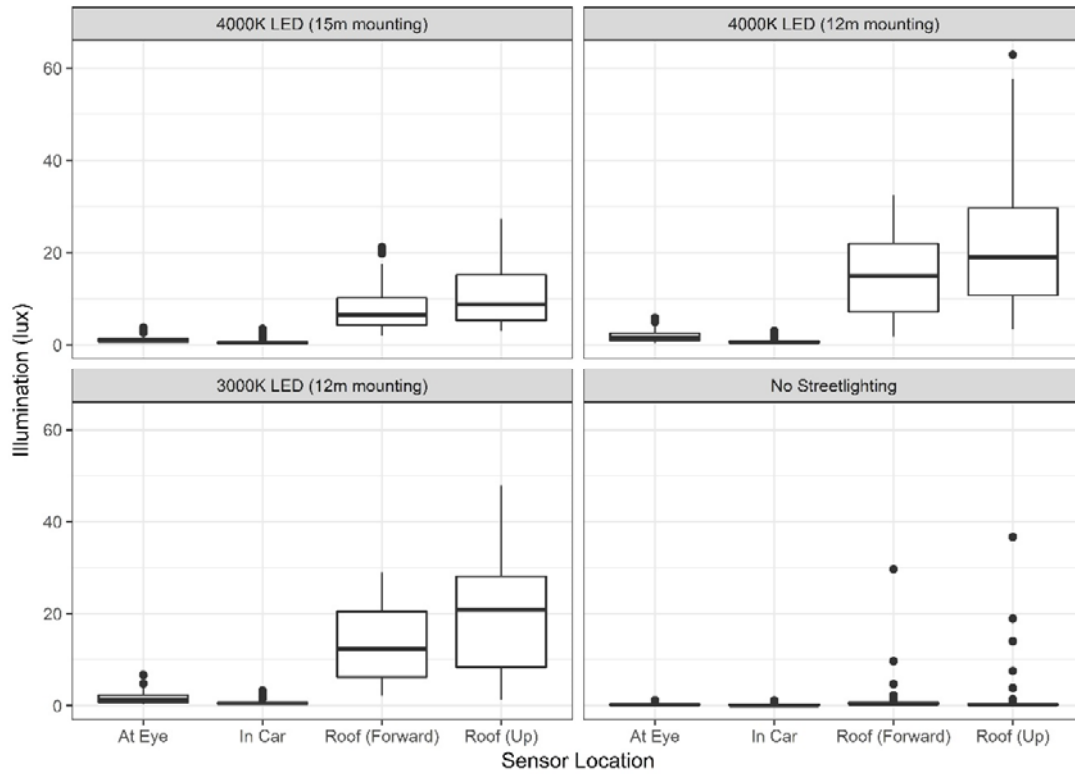 4000K LED (15m mounting)
4000K LED (12m mounting)
60
40
20
0
3000K LED (12m mounting)
No Streetlighting
60
40
20
0
Illumination (lux)
At Eye In Car Roof (Forward) Roof (Up)
At Eye In Car Roof (Forward) Roof (Up)
Sensor Location